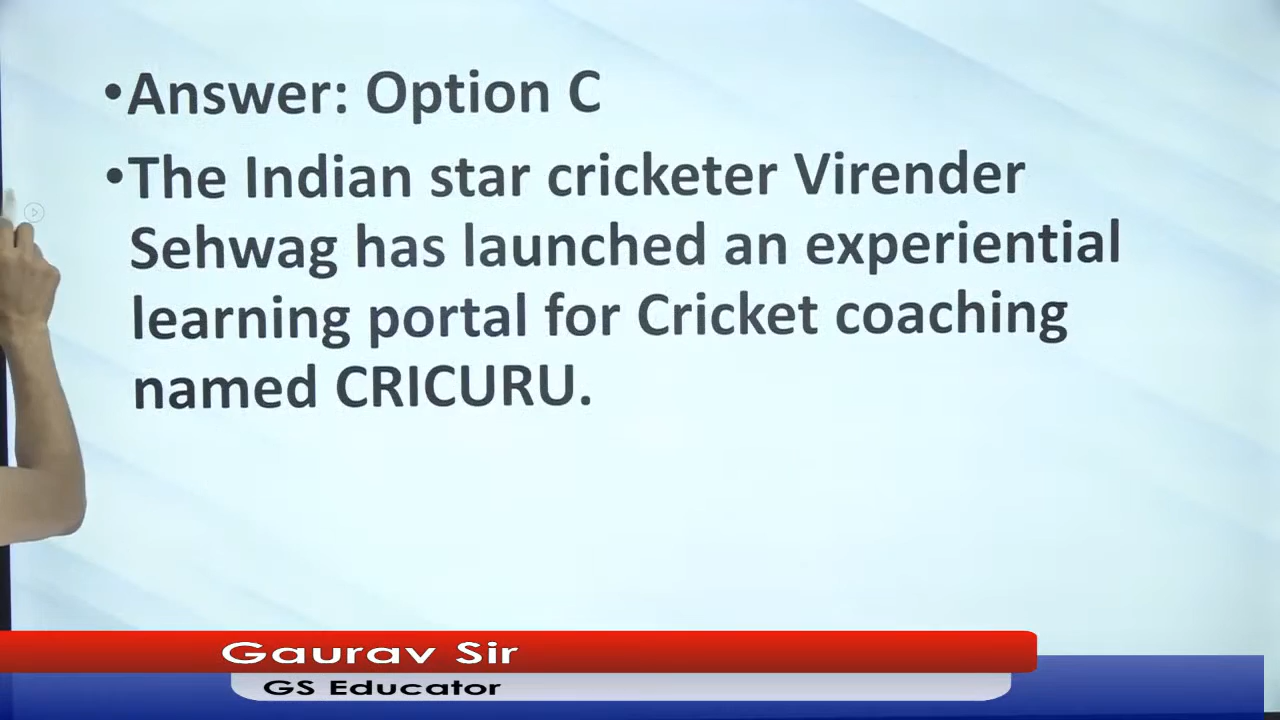 •Answer: Option C
•The Indian star cricketer Virender
Sehwag has launched an experiential
learning portal for Cricket coaching
named CRICURU.
Gaurav Sir
GS Educator